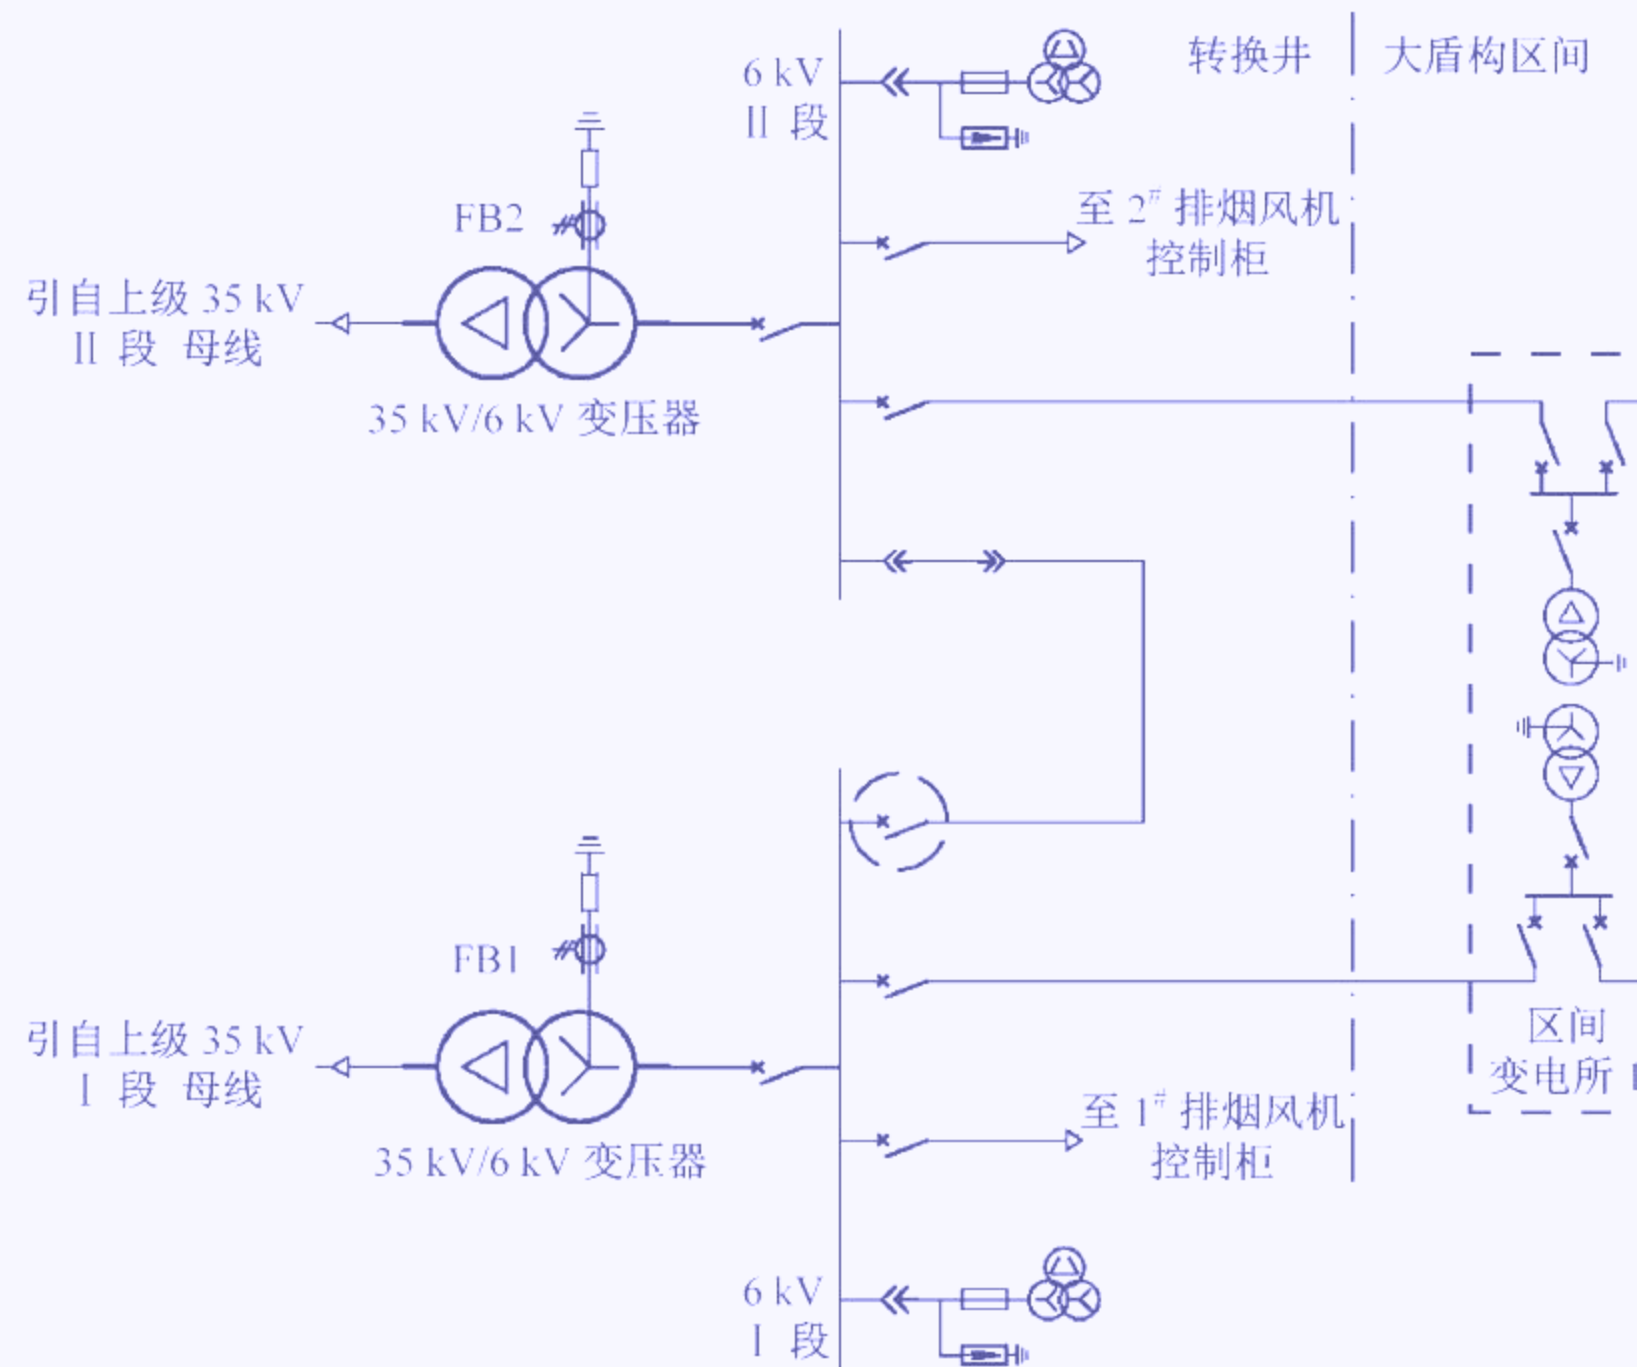 转换井
大盾构区间
6 kV
II 段
至 2# 排烟风机
控制柜
FB2
引自上级 35 kV
II 段 母线
35 kV/6 kV 变压器
FB1
引自上级 35 kV
I 段 母线
35 kV/6 kV 变压器
区间
变电所
至 1# 排烟风机
控制柜
6 kV
I 段